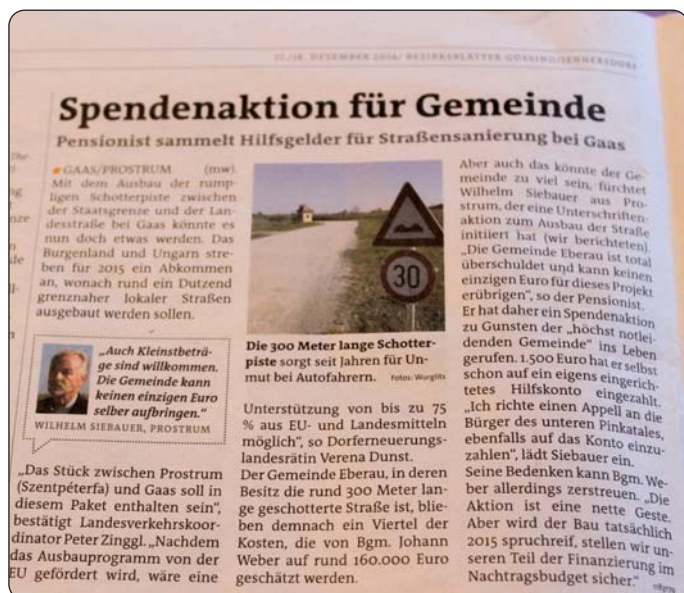 17./18. DEZEMBER 2014/ BEZIRKSBLÄTTER GÜSSING/JENNERSDORF
Spendenaktion für Gemeinde
Pensionist sammelt Hilfsgelder für Straßensanierung bei Gaas
GAAS/PROSTRUM (mw).
Mit dem Ausbau der rump-
ligen Schotterpiste zwischen
der Staatsgrenze und der Lan-
desstraße bei Gaas könnte es
nun doch etwas werden. Das
Burgenland und Ungarn stre-
ben für 2015 ein Abkommen
an, wonach rund ein Dutzend
grenznaher lokaler Straßen
ausgebaut werden sollen.
„Auch Kleinstbeträ-
ge sind willkommen.
Die Gemeinde kann
keinen einzigen Euro
selber aufbringen.“
WILHELM SIEBAUER, PROSTRUM
„Das Stück zwischen Prostrum
(Szentpéterfa) und Gaas soll in
diesem Paket enthalten sein“,
bestätigt Landesverkehrskoor-
dinator Peter Zinggl. „Nachdem
das Ausbauprogramm von der
EU gefördert wird, wäre eine
30
Die 300 Meter lange Schotter-
piste sorgt seit Jahren für Un-
mut bei Autofahrern. Fotos: Wurglits
Unterstützung von bis zu 75
% aus EU- und Landesmitteln
möglich“, so Dorferneuerungs-
landesrätin Verena Dunst.
Der Gemeinde Eberau, in deren
Besitz die rund 300 Meter lan-
ge geschotterte Straße ist, blie-
ben demnach ein Viertel der
Kosten, die von Bgm. Johann
Weber auf rund 160.000 Euro
geschätzt werden.
Aber auch das könnte der Ge-
meinde zu viel sein, fürchtet
Wilhelm Siebauer aus Pro-
strum, der eine Unterschriften-
aktion zum Ausbau der Straße
initiiert hat (wir berichteten).
„Die Gemeinde Eberau ist total
überschuldet und kann keinen
einzigen Euro für dieses Projekt
erübrigen“, so der Pensionist.
Er hat daher ein Spendenaktion
zu Gunsten der „höchst notlei-
denden Gemeinde“ ins Leben
gerufen. 1.500 Euro hat er selbst
schon auf ein eigens eingerich-
tetes Hilfskonto eingezahlt.
„Ich richte einen Appell an die
Bürger des unteren Pinkatales,
ebenfalls auf das Konto einzu-
zahlen“, lädt Siebauer ein.
Seine Bedenken kann Bgm. We-
ber allerdings zerstreuen. „Die
Aktion ist eine nette Geste.
Aber wird der Bau tatsächlich
2015 spruchreif, stellen wir un-
seren Teil der Finanzierung im
Nachtragsbudget sicher.“